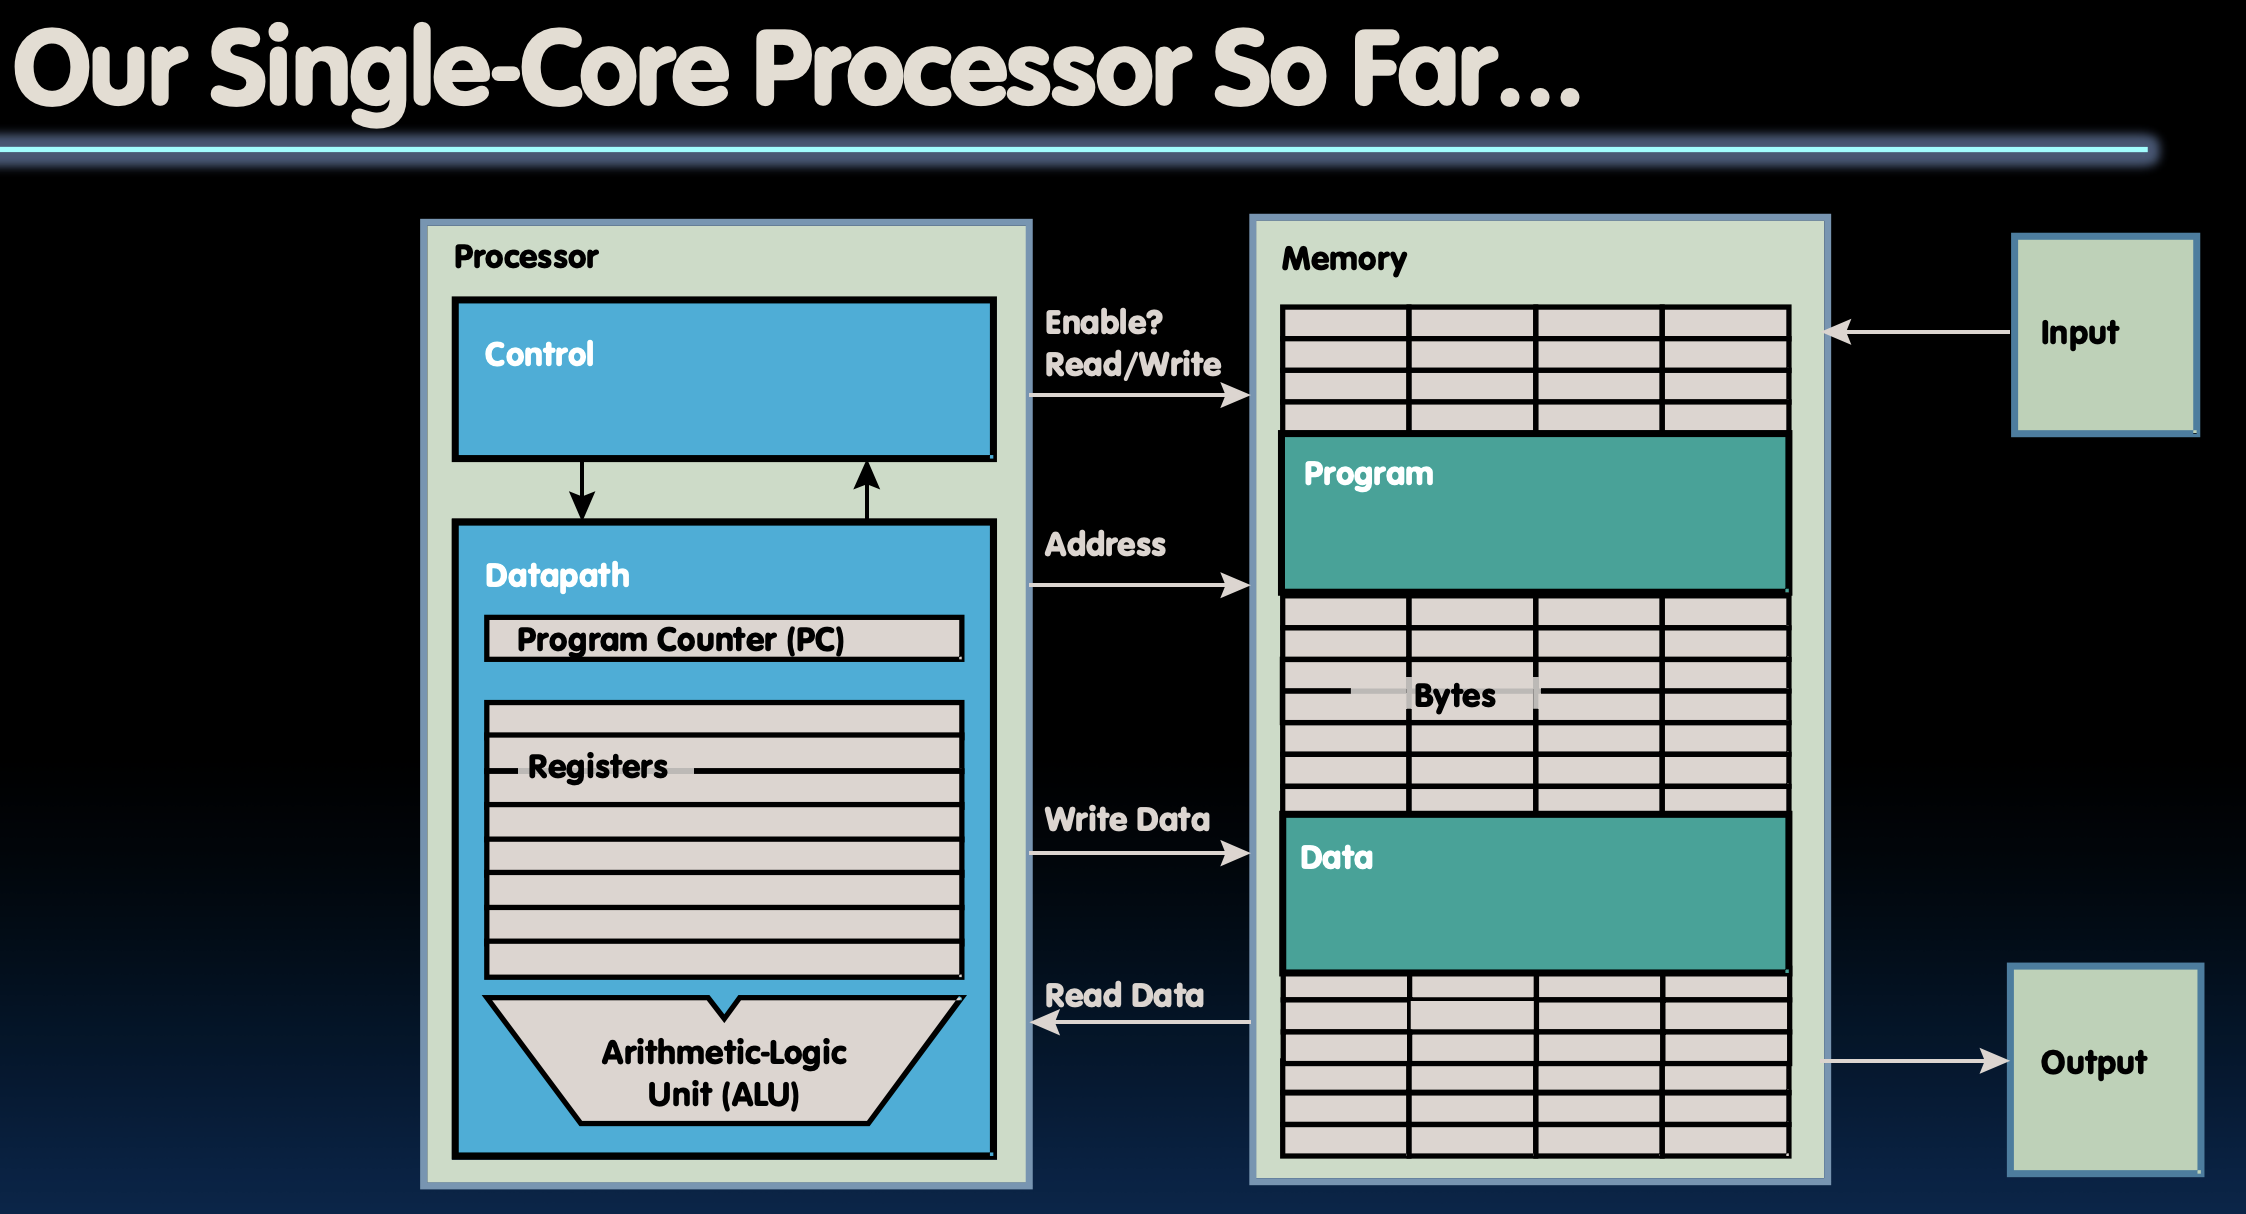 Our Single-Core Processor So Far...
Processor
Control
Datapath
Program Counter (PC)
Registers
Arithmetic-Logic
Unit (ALU)
Enable?
Read/Write
Address
Write Data
Read Data
Memory
Program
Bytes
Data
Input
Output